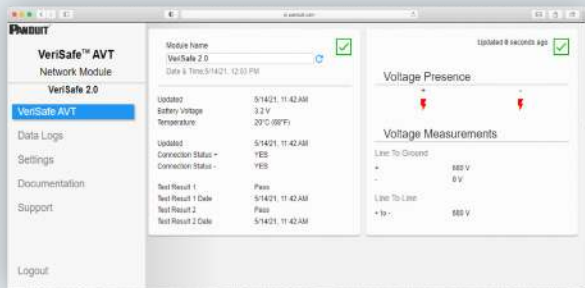 PANDUIT
VeriSafe™ AVT
Network Module
VeriSafe 2.0
VeriSafe AVT
Data Logs
Settings
Documentation
Support
Logout
Module Name
VeriSafe 2.0
Date & Time:5/14/21, 12:03 PM
Updated 5/14/21, 11:42 AM
Battery Voltage 3.2 V
Temperature 20°C (68°F)
Updated 5/14/21, 11:42 AM
Connection Status + YES
Connection Status - YES
Test Result 1 Pass
Test Result 1 Date 5/14/21, 11:42 AM
Test Result 2 Pass
Test Result 2 Date 5/14/21, 11:42 AM
Updated 8 seconds ago
Voltage Presence
+ -
Voltage Measurements
Line To Ground
+
- 0 V
Line To Line
+ to -